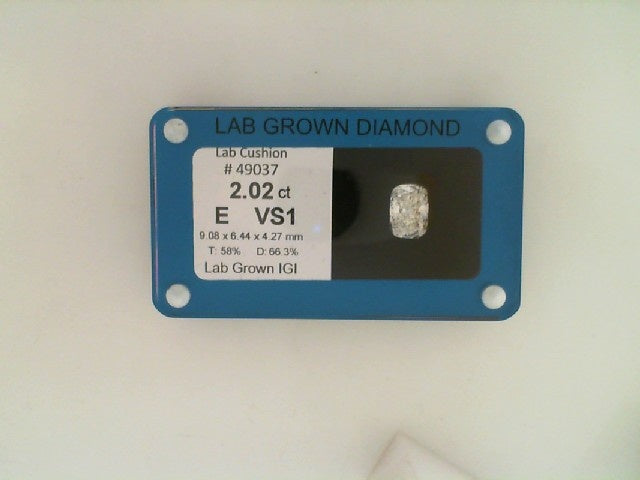 LAB GROWN DIAMOND
Lab Cushion
# 49037
2.02 ct
E VS1
9.08 x 6.44 x 4.27 mm
T: 58% D: 66.3%
Lab Grown IGI